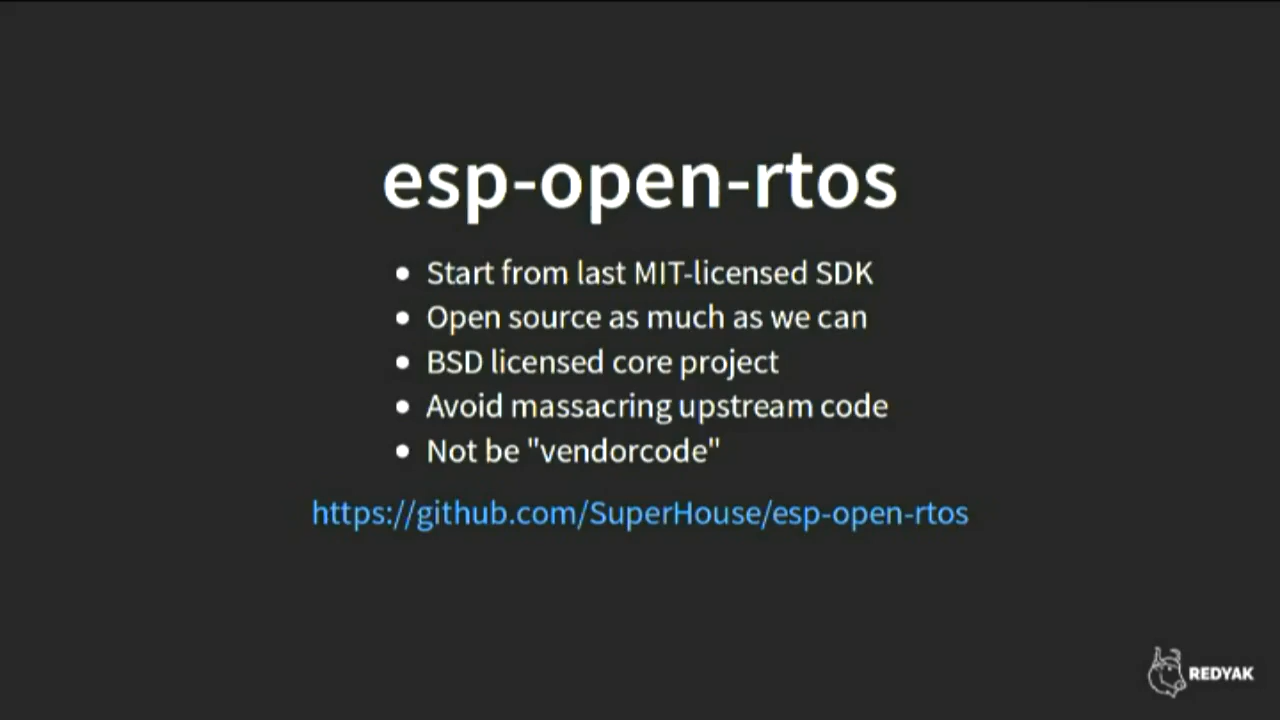 esp-open-rtos
Start from last MIT-licensed SDK
Open source as much as we can
BSD licensed core project
Avoid massacring upstream code
Not be "vendorcode"
https://github.com/SuperHouse/esp-open-rtos
REDYAK